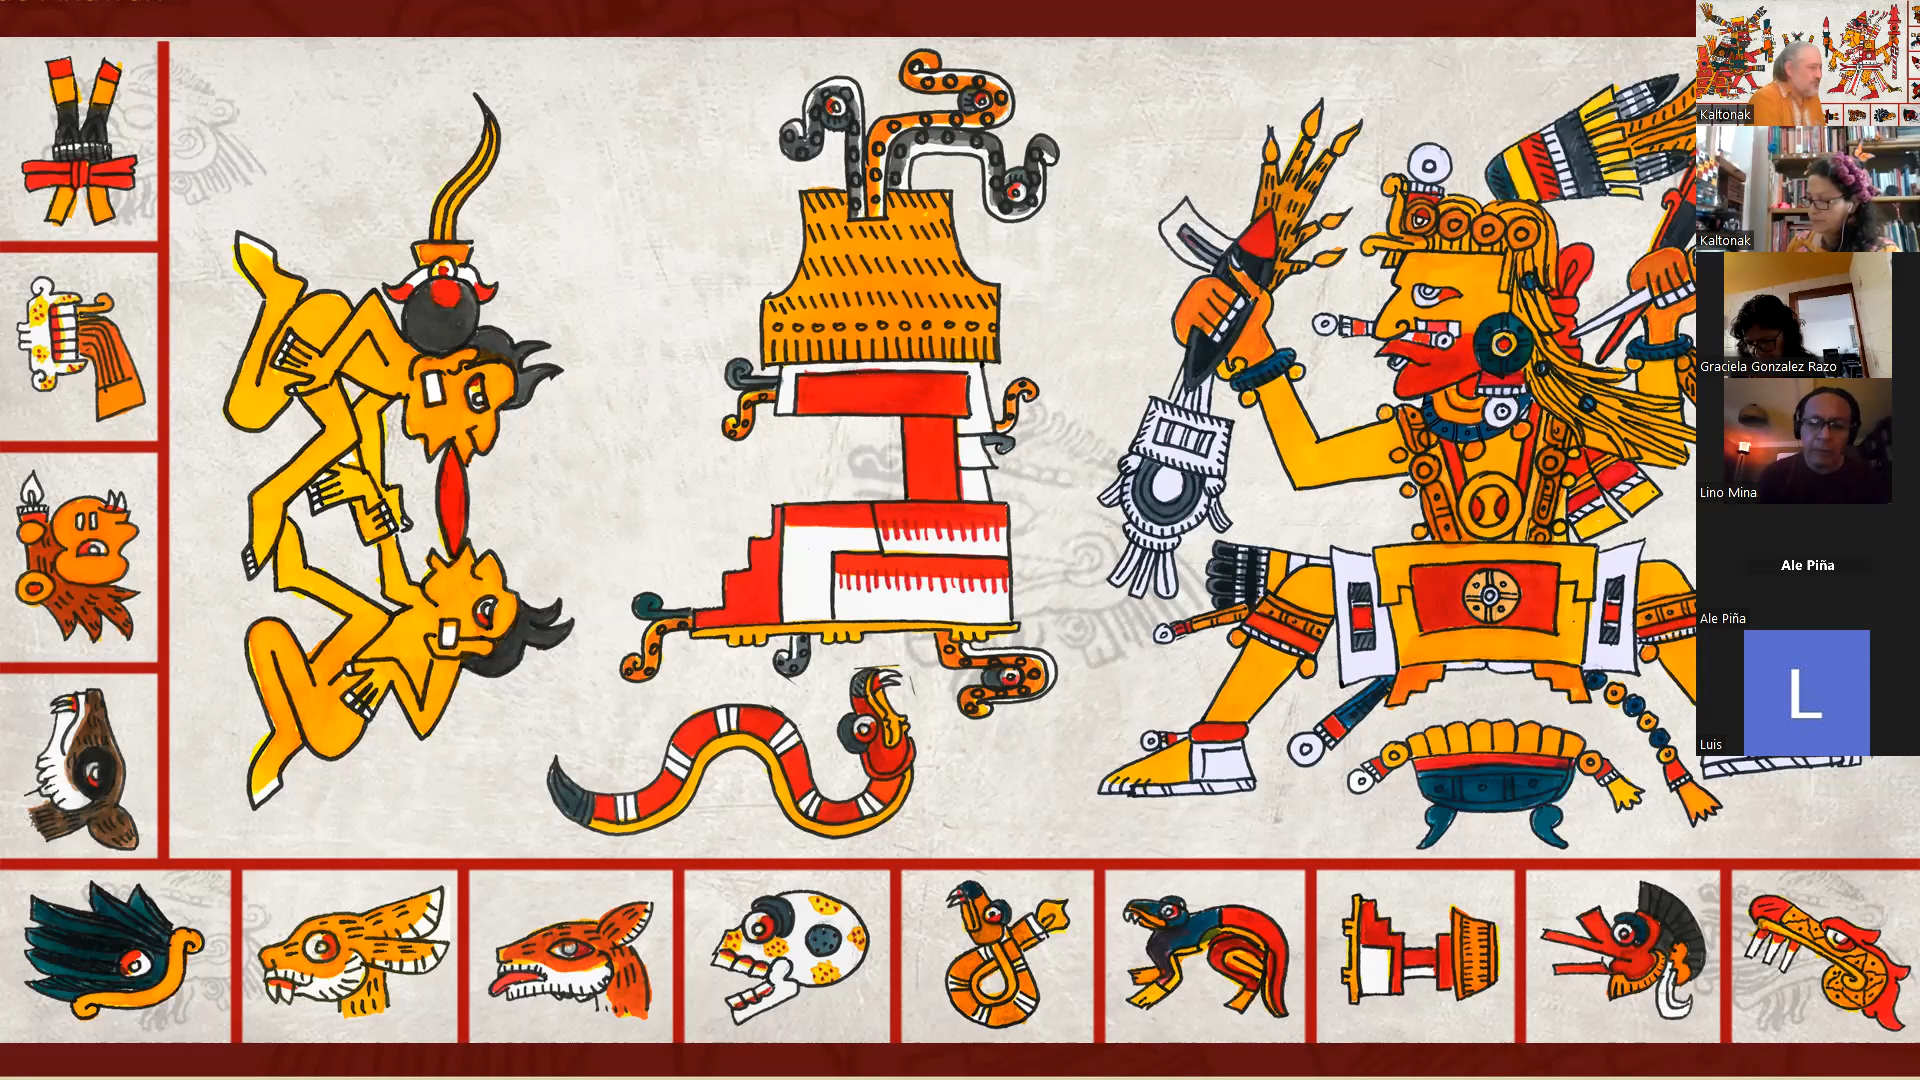 Kaltonak
Kaltonak
Graciela Gonzalez Razo
Lino Mina
Ale Piña
Ale Piña
L
Luis